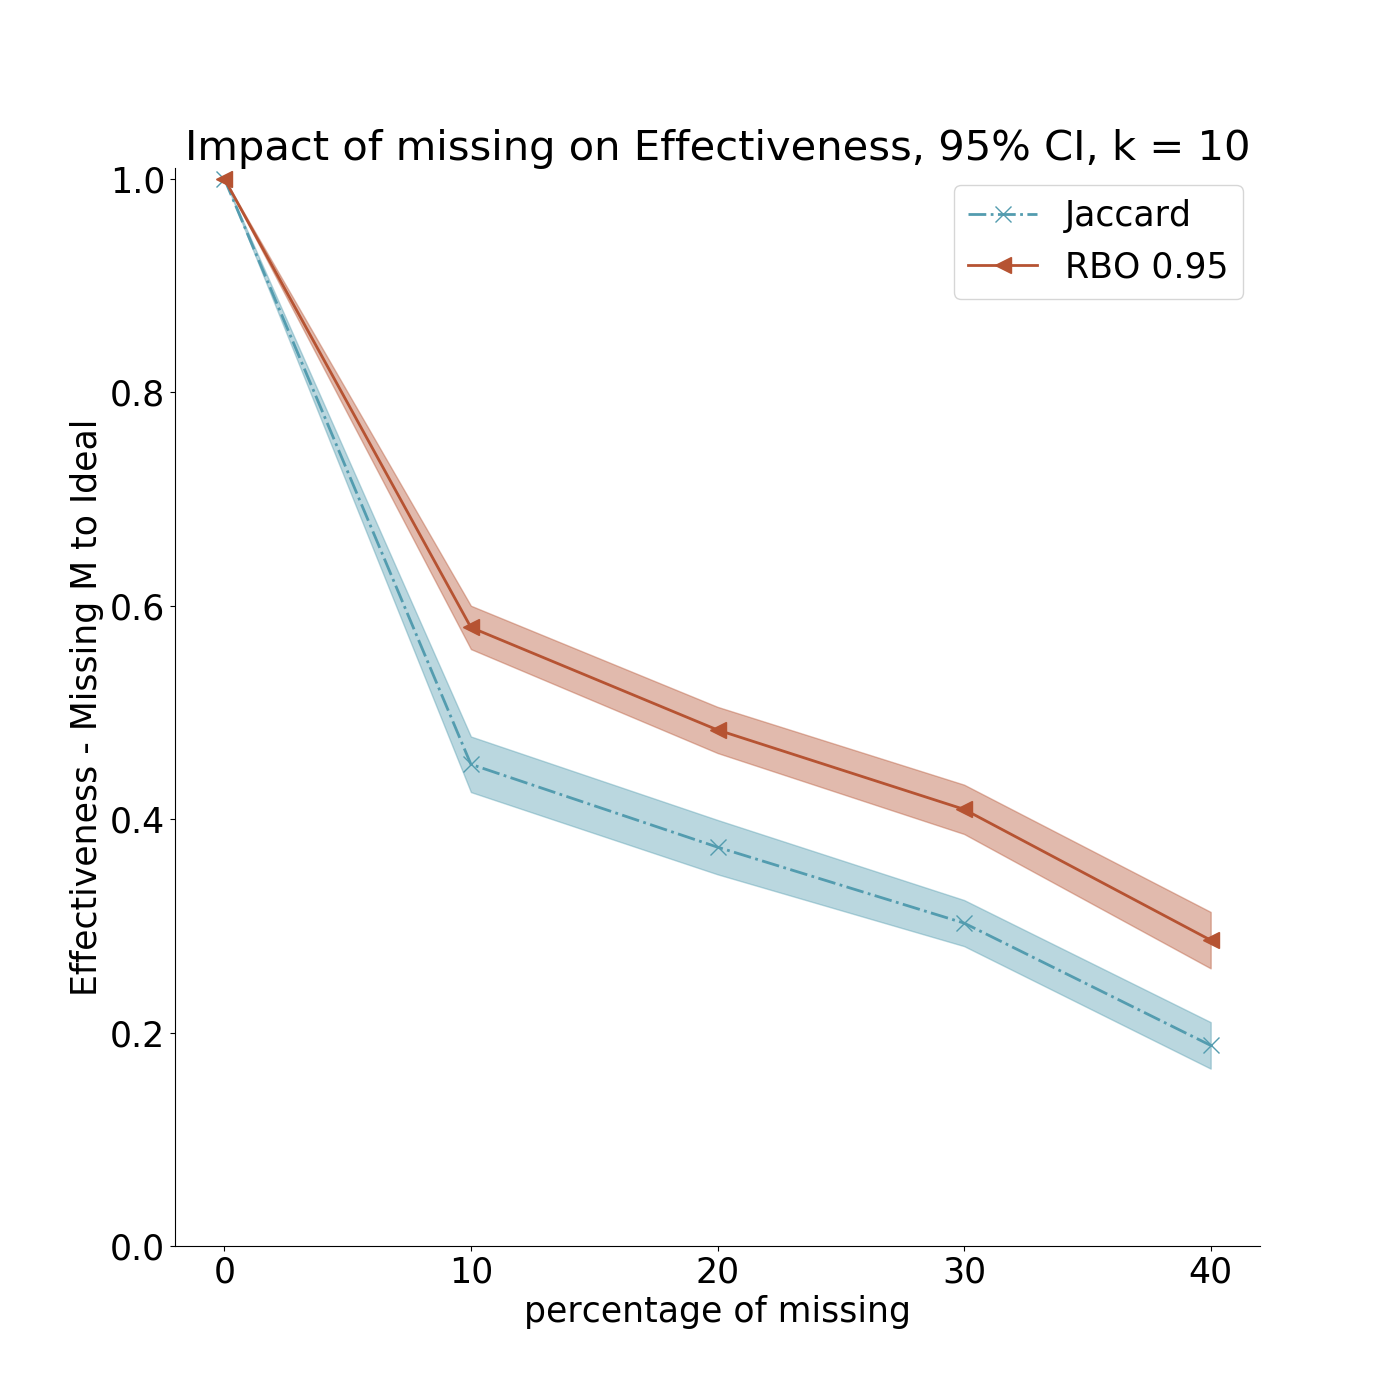 Impact of missing on Effectiveness, 95% CI, k = 10
Jaccard
RBO 0.95
Effectiveness - Missing M to Ideal
1.0
0.8
0.6
0.4
0.2
0.0
0 10 20 30 40
percentage of missing